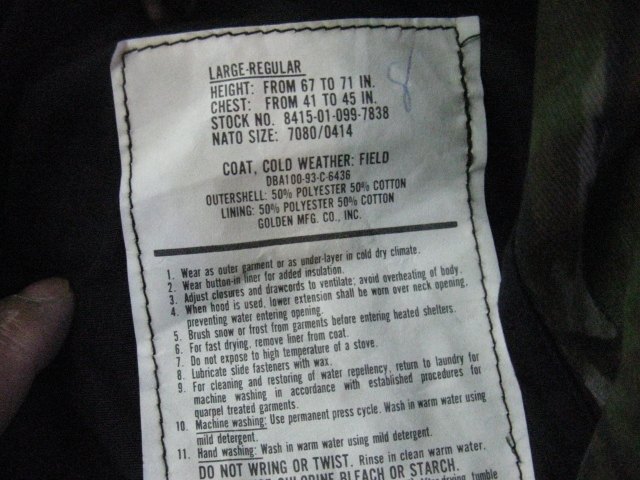 LARGE-REGULAR
HEIGHT: FROM 67 TO 71 IN.
CHEST: FROM 41 TO 45 IN.
STOCK NO. 8415-01-099-7838
NATO SIZE: 7080/0414
8
COAT, COLD WEATHER: FIELD
DBA100-93-C-6436
OUTERSHELL: 50% POLYESTER 50% COTTON
LINING: 50% POLYESTER 50% COTTON
GOLDEN MFG. CO., INC.
1. Wear as outer garment or as under-layer in cold dry climate.
2. Wear button-in liner for added insulation.
3. Adjust closures and drawcords to ventilate; avoid overheating of body.
4. When hood is used, lower extension shall be worn over neck opening,
preventing water entering opening.
5. Brush snow or frost from garments before entering heated shelters.
6. For fast drying, remove liner from coat.
7. Do not expose to high temperature of a stove.
8. Lubricate slide fasteners with wax.
9. For cleaning and restoring of water repellency, return to laundry for
machine washing in accordance with established procedures for
quarpel treated garments.
10. Machine washing: Use permanent press cycle. Wash in warm water using
mild detergent.
11. Hand washing: Wash in warm water using mild detergent.
DO NOT WRING OR TWIST. Rinse in clean warm water.
CHLORINE BLEACH OR STARCH.
drying, tumble